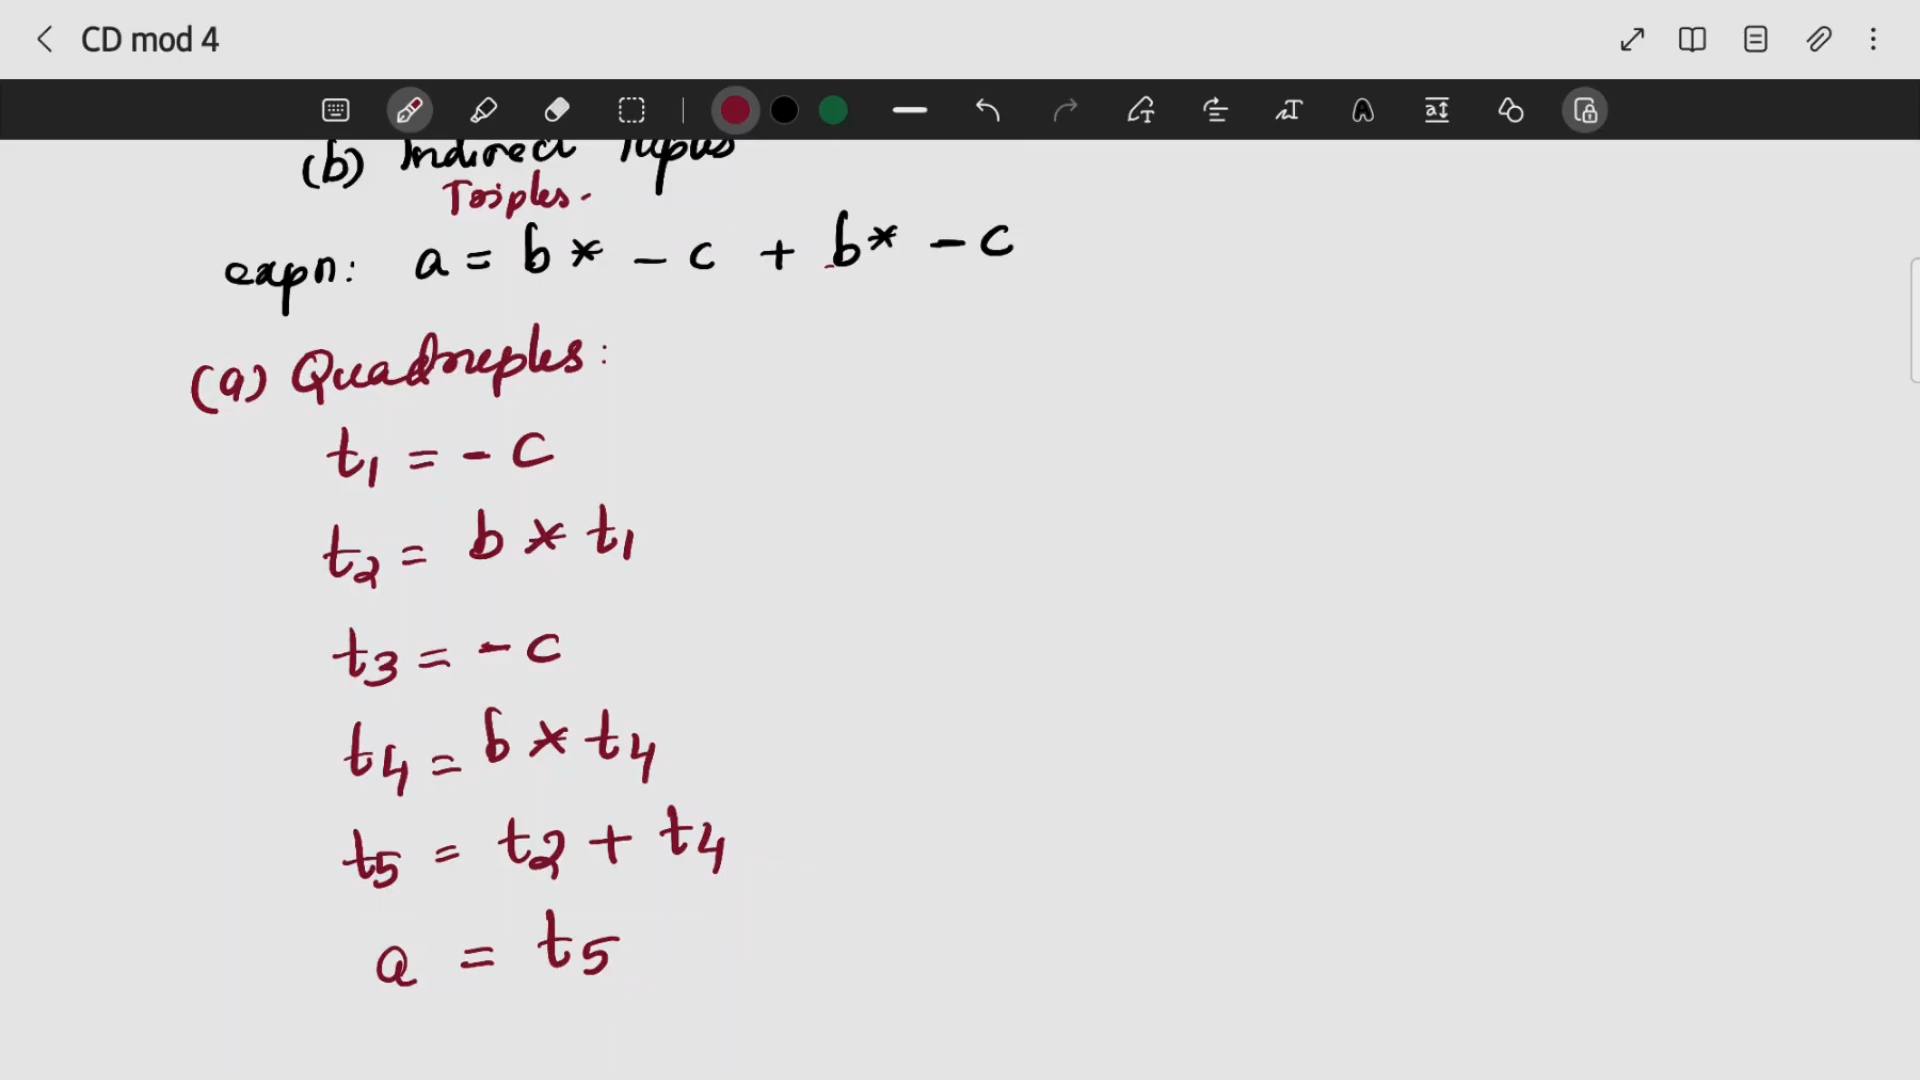 CD mod 4
(b) Indirect Triples
Triples.
expn: a = b * - c + b * - c
(a) Quadruples:
t1 = - c
t2 = b * t1
t3 = - c
t4 = b * t4
t5 = t2 + t4
a = t5